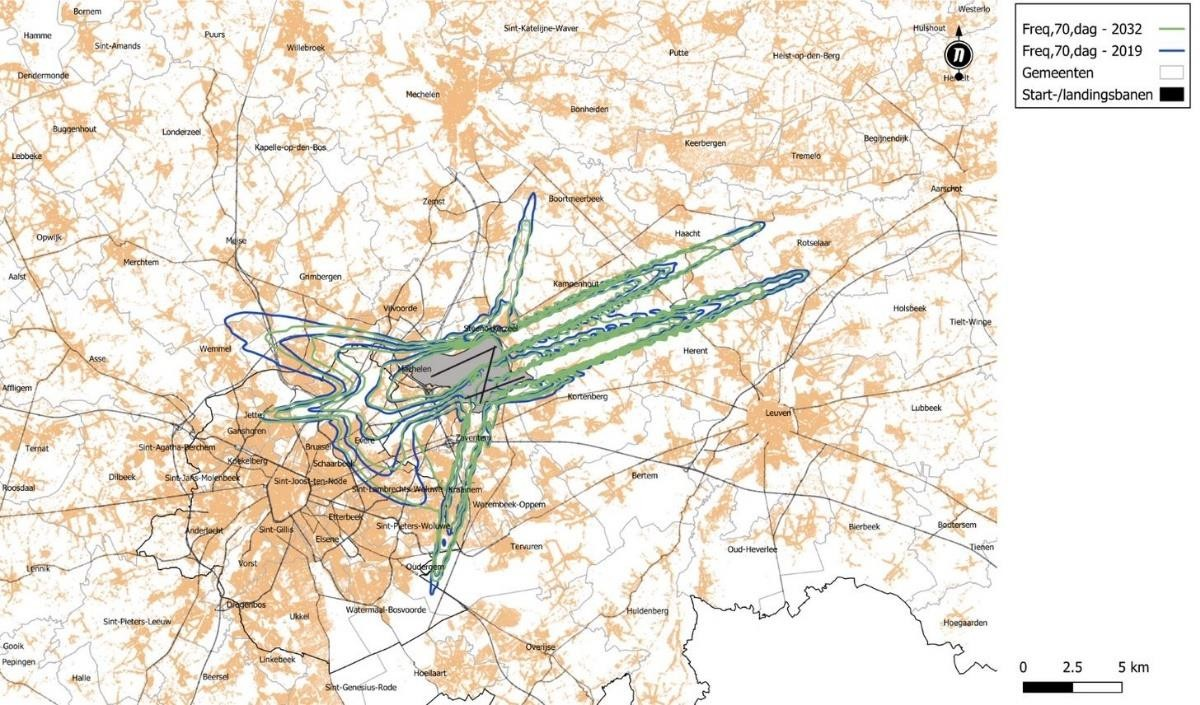 Bornem
Westerlo
Hulshout
Hamme
Puurs
Sint-Katelijne-Waver
Sint-Amands
Willebroek
Putte
Heist-op-den-Berg
n
Dendermonde
Mechelen
Bonheiden
Buggenhout
Londerzeel
Kapelle-op-den-Bos
Keerbergen
Begijnendijk
Lebbeke
Tremelo
Aarschot
Zemst
Boortmeerbeek
Opwijk
Meise
Haacht
Rotselaar
Merchtem
Aalst
Grimbergen
Kampenhout
Vilvoorde
Holsbeek
Tielt-Winge
Steenokkerzeel
Wemmel
Herent
Asse
Machelen
Affligem
Kortenberg
Lubbeek
Leuven
Jette
Ganshoren
Evere
Zaventem
Ternat
Sint-Agatha-Berchem
Brussel
Koekelberg
Schaarbeek
Dilbeek
Sint-Jans-Molenbeek
Sint-Joost-ten-Node
Bertem
Roosdaal
Sint-Lambrechts-Woluwe
Kraainem
Wezembeek-Oppem
Etterbeek
Anderlecht
Sint-Gillis
Sint-Pieters-Woluwe
Bierbeek
Boutersem
Elsene
Tervuren
Oud-Heverlee
Tienen
Lennik
Vorst
Oudergem
Drogenbos
Ukkel
Watermaal-Bosvoorde
Huldenberg
Sint-Pieters-Leeuw
Hoegaarden
Gooik
Overijse
Pepingen
Linkebeek
Halle
Beersel
Hoeilaart
Sint-Genesius-Rode
Freq,70,dag - 2032
Freq,70,dag - 2019
Gemeenten
Start-/landingsbanen
0 2.5 5 km